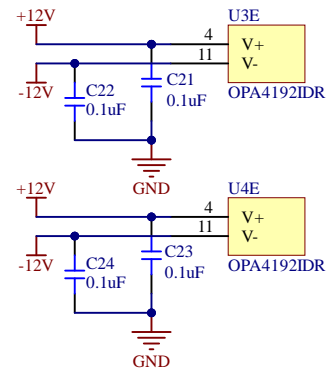 +12V
U3E
4
V+
11
V-
-12V
C22
0.1uF
C21
0.1uF
OPA4192IDR
GND
+12V
U4E
4
V+
11
V-
-12V
C24
0.1uF
C23
0.1uF
OPA4192IDR
GND